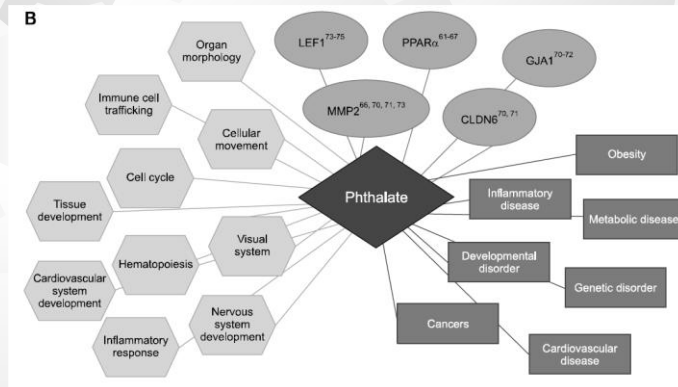 B
Organ
morphology
LEF173-75
PPARα61-67
GJA170-72
Immune cell
trafficking
MMP266, 70, 71, 73
CLDN670, 71
Cellular
movement
Obesity
Cell cycle
Phthalate
Inflammatory
disease
Tissue
development
Metabolic disease
Visual
system
Hematopoiesis
Developmental
disorder
Cardiovascular
system
development
Genetic disorder
Nervous
system
development
Cancers
Inflammatory
response
Cardiovascular
disease